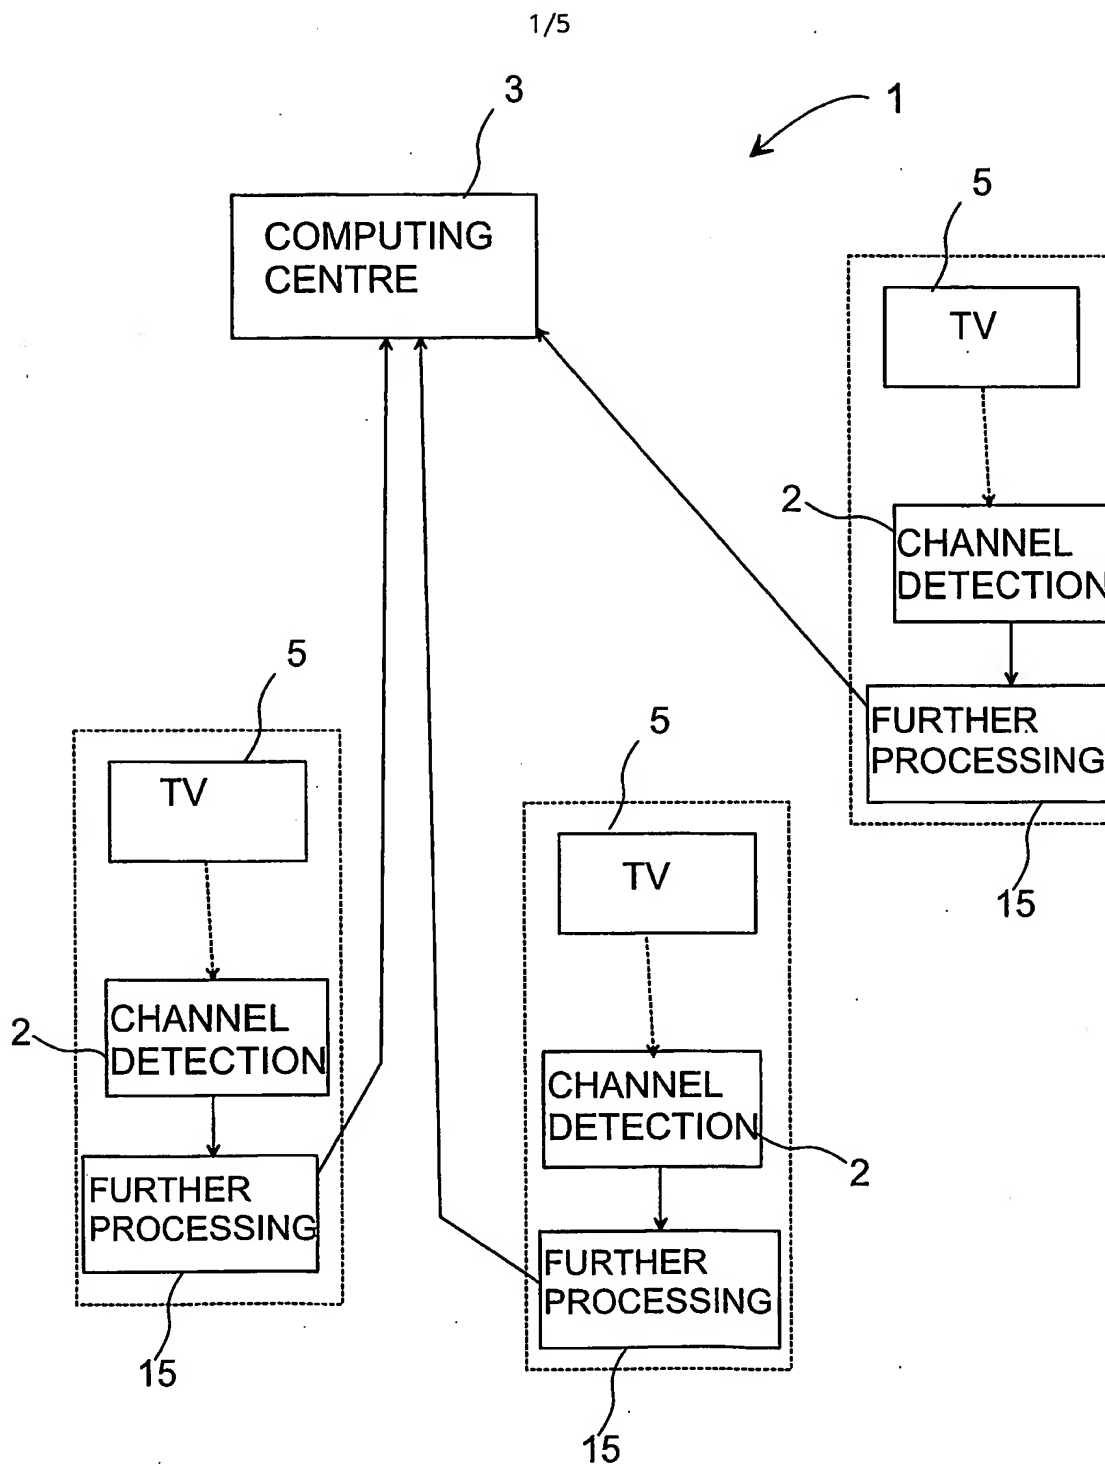 1/5
3
1
COMPUTING
CENTRE
5
TV
2
CHANNEL
DETECTION
FURTHER
PROCESSING
15
5
TV
2
CHANNEL
DETECTION
FURTHER
PROCESSING
15
5
TV
CHANNEL
DETECTION
2
FURTHER
PROCESSING
15